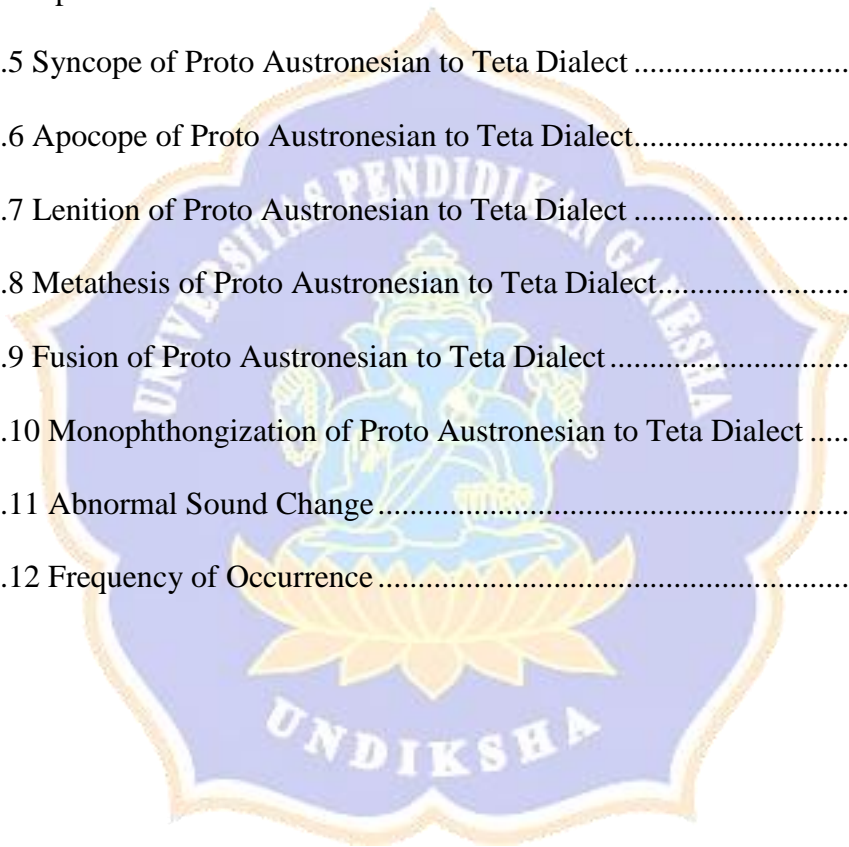 .5 Syncope of Proto Austronesian to Teta Dialect ...........................
.6 Apocope of Proto Austronesian to Teta Dialect...........................
.7 Lenition of Proto Austronesian to Teta Dialect ...........................
.8 Metathesis of Proto Austronesian to Teta Dialect........................
.9 Fusion of Proto Austronesian to Teta Dialect ..............................
.10 Monophthongization of Proto Austronesian to Teta Dialect .....
.11 Abnormal Sound Change...........................................................
.12 Frequency of Occurrence ...........................................................
UNIVERSITAS PENDIDIKAN GANESHA
UNDIKSHA